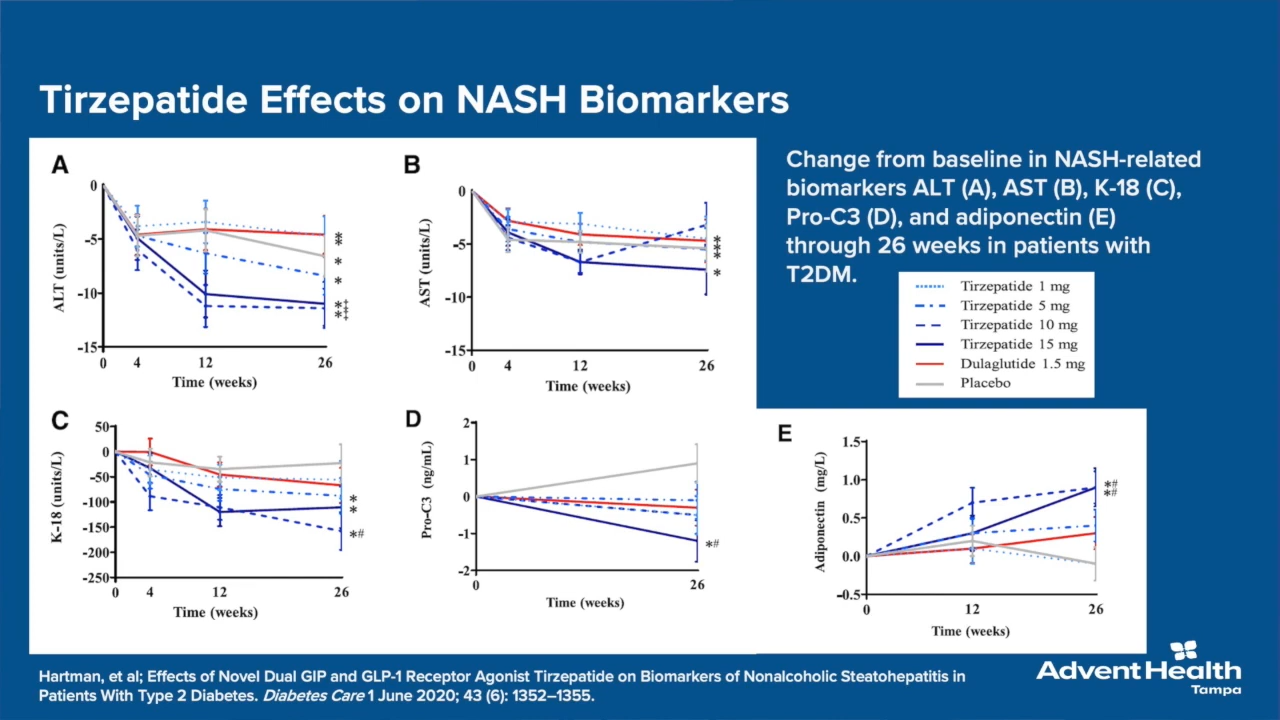 Tirzepatide Effects on NASH Biomarkers
Change from baseline in NASH-related
biomarkers ALT (A), AST (B), K-18 (C),
Pro-C3 (D), and adiponectin (E)
through 26 weeks in patients with
T2DM.
Tirzepatide 1 mg
Tirzepatide 5 mg
Tirzepatide 10 mg
Tirzepatide 15 mg
Dulaglutide 1.5 mg
Placebo
A
ALT (units/L)
0
-5
-10
-15
0 4 12 26
Time (weeks)
*
*
*
*
*‡
*‡
B
AST (units/L)
0
-5
-10
-15
0 4 12 26
Time (weeks)
*
*
*
*
C
K-18 (units/L)
50
0
-50
-100
-150
-200
-250
0 4 12 26
Time (weeks)
*
*
*#
D
Pro-C3 (ng/mL)
2
1
0
-1
-2
0 26
Time (weeks)
*#
E
Adiponectin (mg/L)
1.5
1.0
0.5
0.0
-0.5
0 12 26
Time (weeks)
*#
*#
Hartman, et al; Effects of Novel Dual GIP and GLP-1 Receptor Agonist Tirzepatide on Biomarkers of Nonalcoholic Steatohepatitis in
Patients With Type 2 Diabetes. Diabetes Care 1 June 2020; 43 (6): 1352–1355.
AdventHealth
Tampa